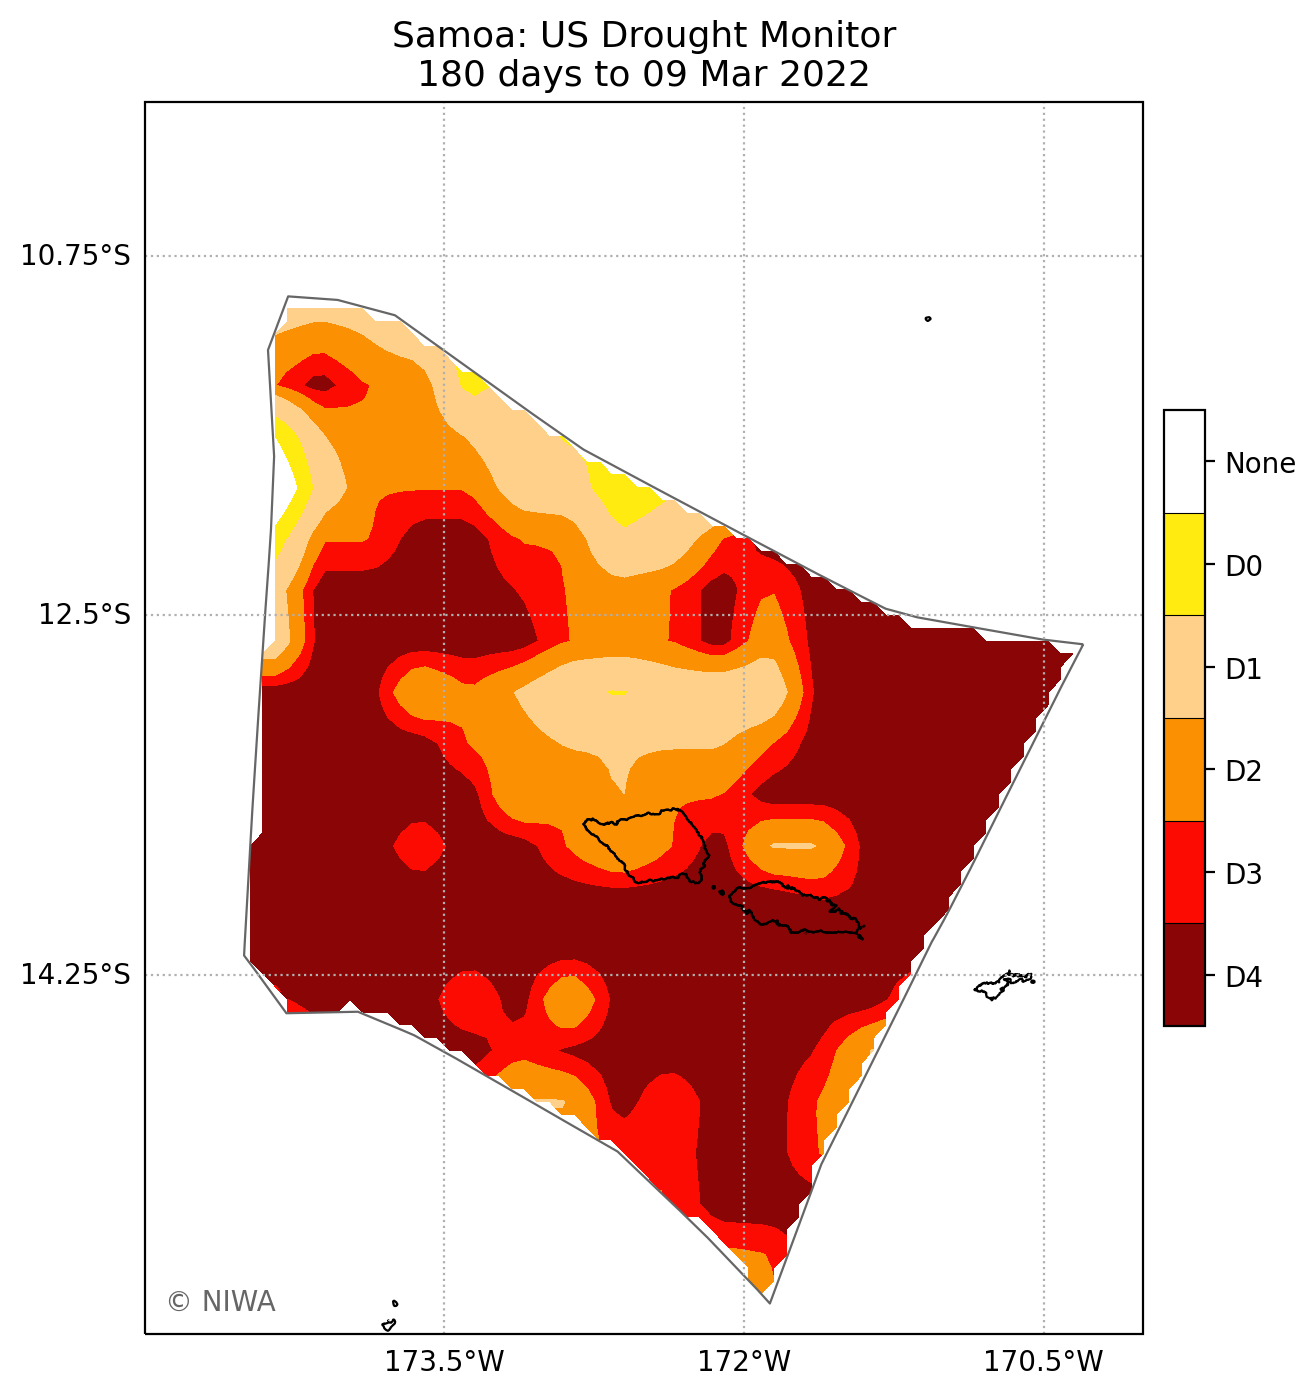 Samoa: US Drought Monitor
180 days to 09 Mar 2022
10.75°S
12.5°S
14.25°S
173.5°W
172°W
170.5°W
None
D0
D1
D2
D3
D4
© NIWA